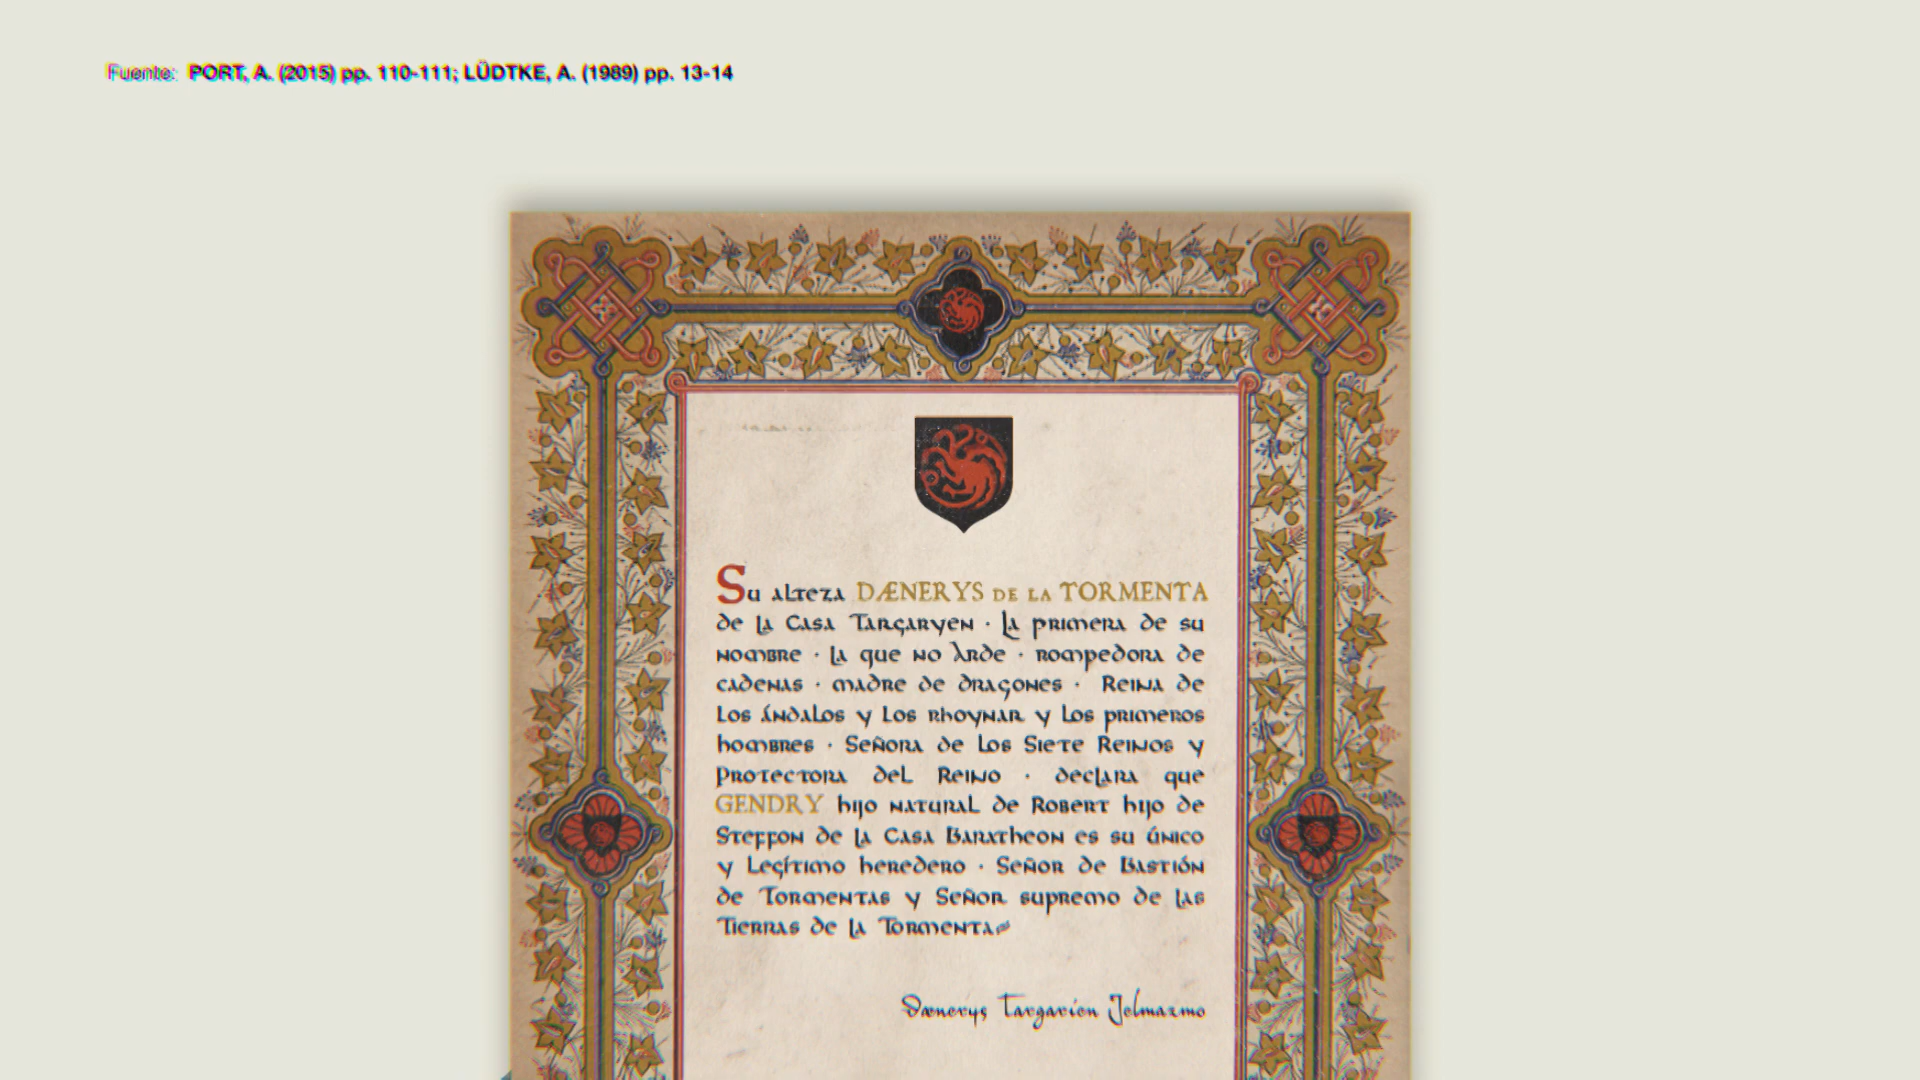 Fuente: PORT, A. (2015) pp. 110-111; LÜDTKE, A. (1989) pp. 13-14
Su alteza DÆNERYS DE LA TORMENTA
de la Casa Targaryen · La primera de su
nombre · la que no Arde · rompedora de
cadenas · madre de dragones · Reina de
los ándalos y los rhoynar y los primeros
hombres · Señora de los Siete Reinos y
Protectora del Reino · declara que
GENDRY hijo natural de Robert hijo de
Steffon de la Casa Baratheon es su único
y legítimo heredero · Señor de Bastión
de Tormentas y Señor supremo de las
Tierras de la Tormenta
Dænerys Targarien Jelmazmo